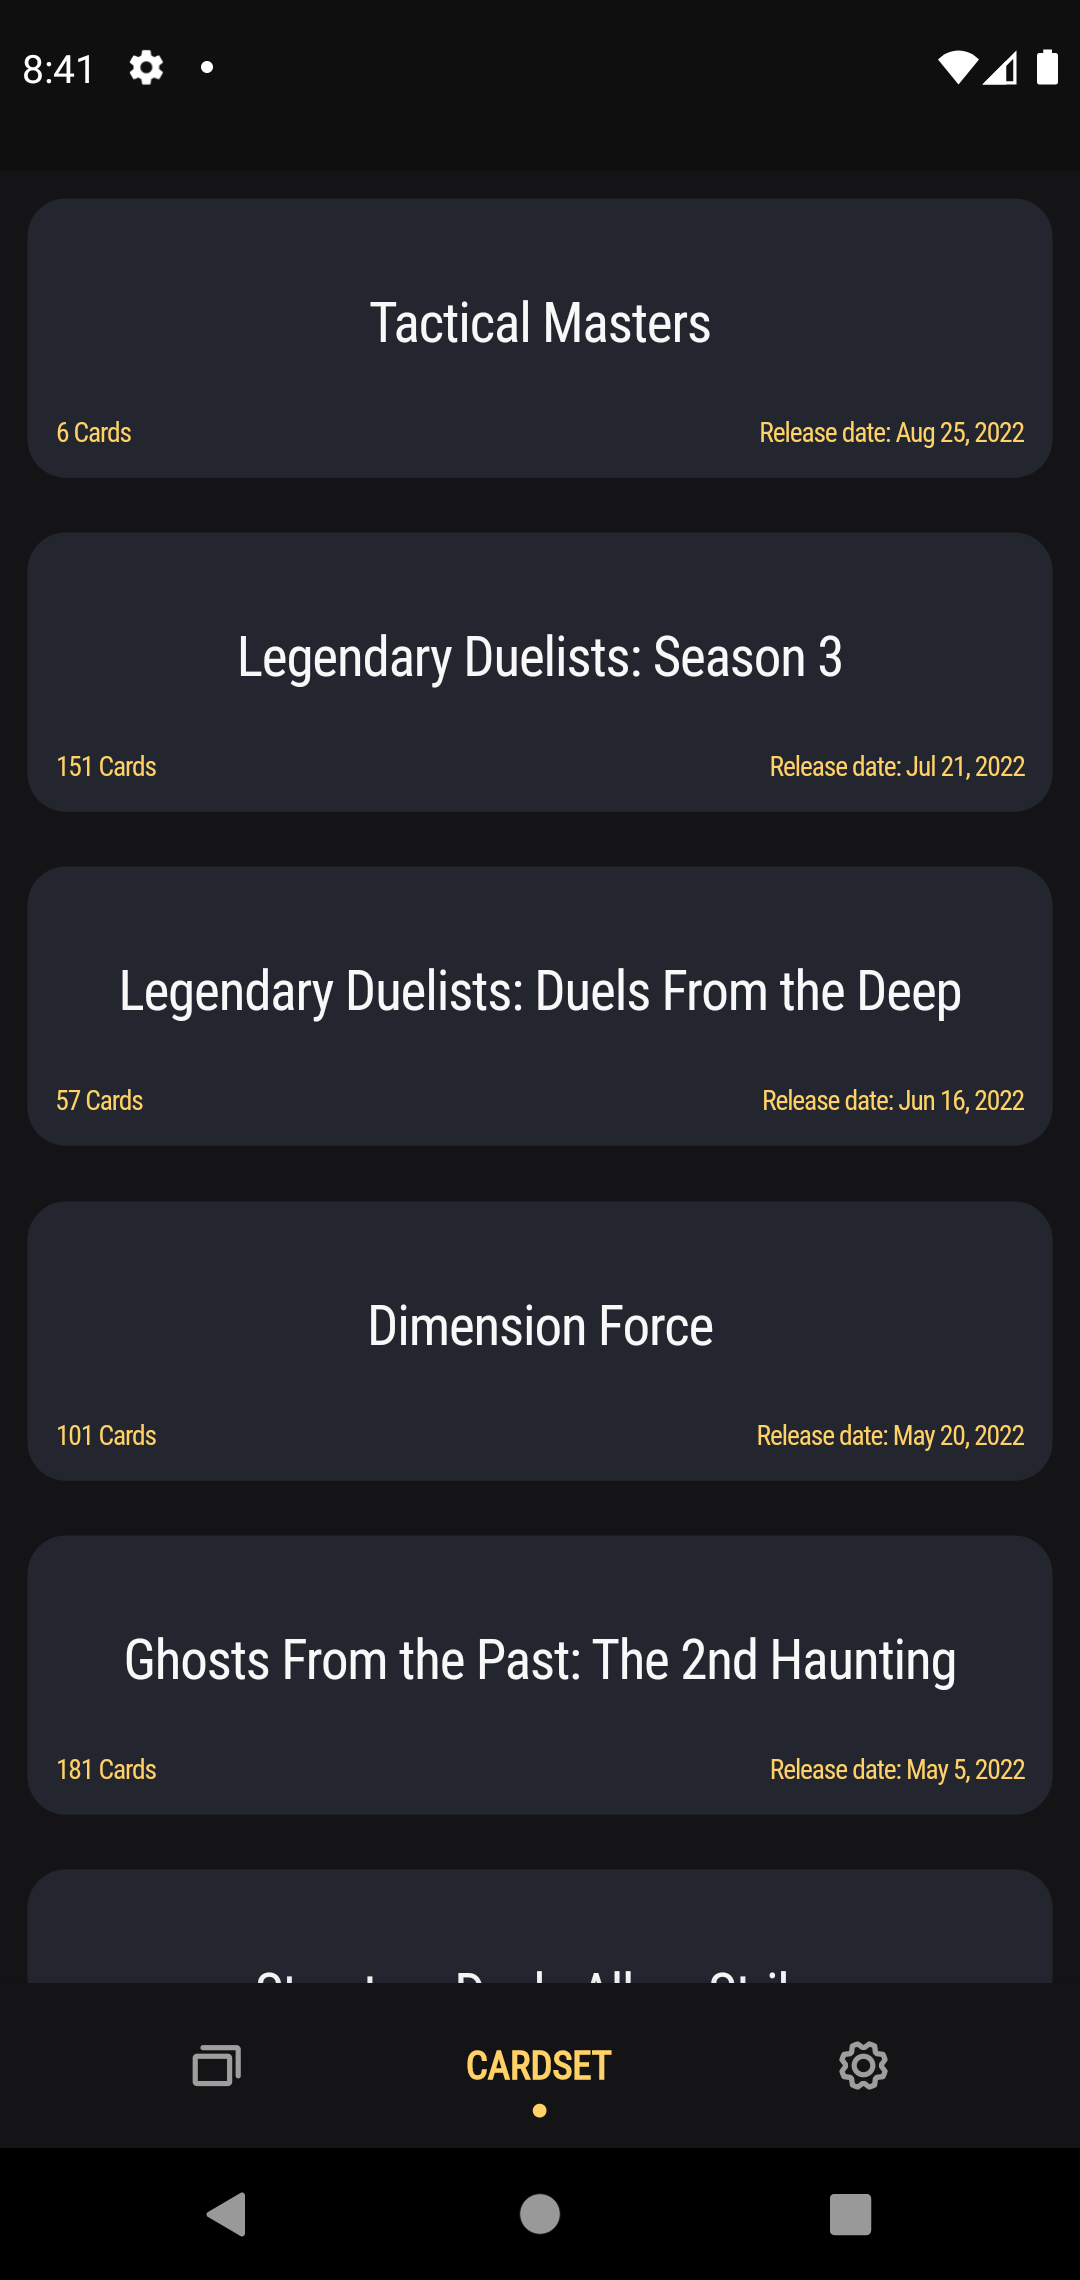 8:41
Tactical Masters
6 Cards
Release date: Aug 25, 2022
Legendary Duelists: Season 3
151 Cards
Release date: Jul 21, 2022
Legendary Duelists: Duels From the Deep
57 Cards
Release date: Jun 16, 2022
Dimension Force
101 Cards
Release date: May 20, 2022
Ghosts From the Past: The 2nd Haunting
181 Cards
Release date: May 5, 2022
CARDSET